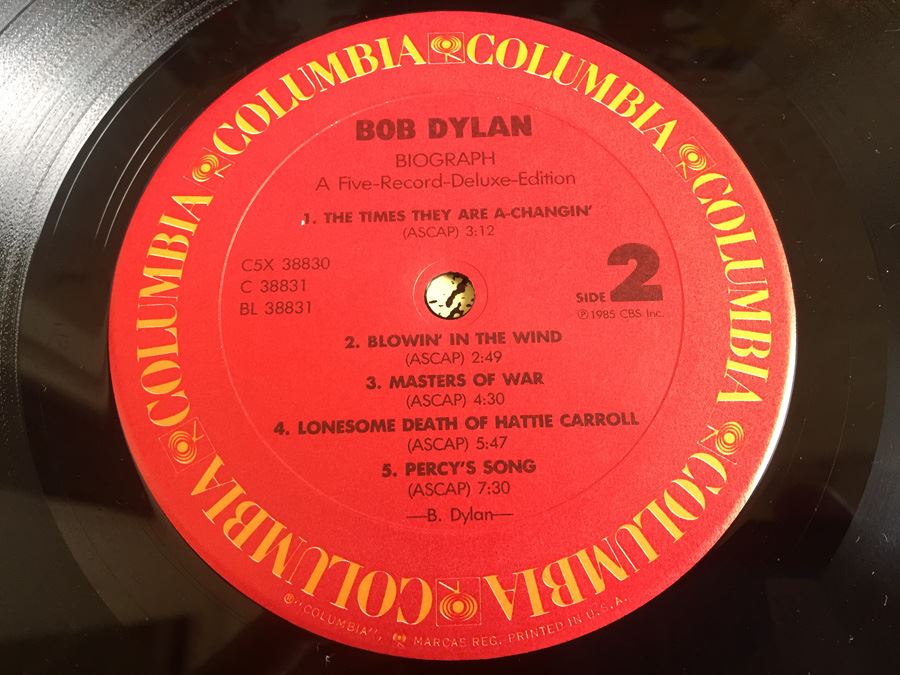 COLUMBIA COLUMBIA COLUMBIA COLUMBIA COLUMBIA COLUMBIA COLUMBIA COLUMBIA
BOB DYLAN
BIOGRAPH
A Five-Record-Deluxe-Edition
1. THE TIMES THEY ARE A-CHANGIN'
(ASCAP) 3:12
C5X 38830
C 38831
BL 38831
SIDE 2
℗ 1985 CBS Inc.
2. BLOWIN' IN THE WIND
(ASCAP) 2:49
3. MASTERS OF WAR
(ASCAP) 4:30
4. LONESOME DEATH OF HATTIE CARROLL
(ASCAP) 5:47
5. PERCY'S SONG
(ASCAP) 7:30
—B. Dylan—
® "COLUMBIA", MARCAS REG. PRINTED IN U.S.A.